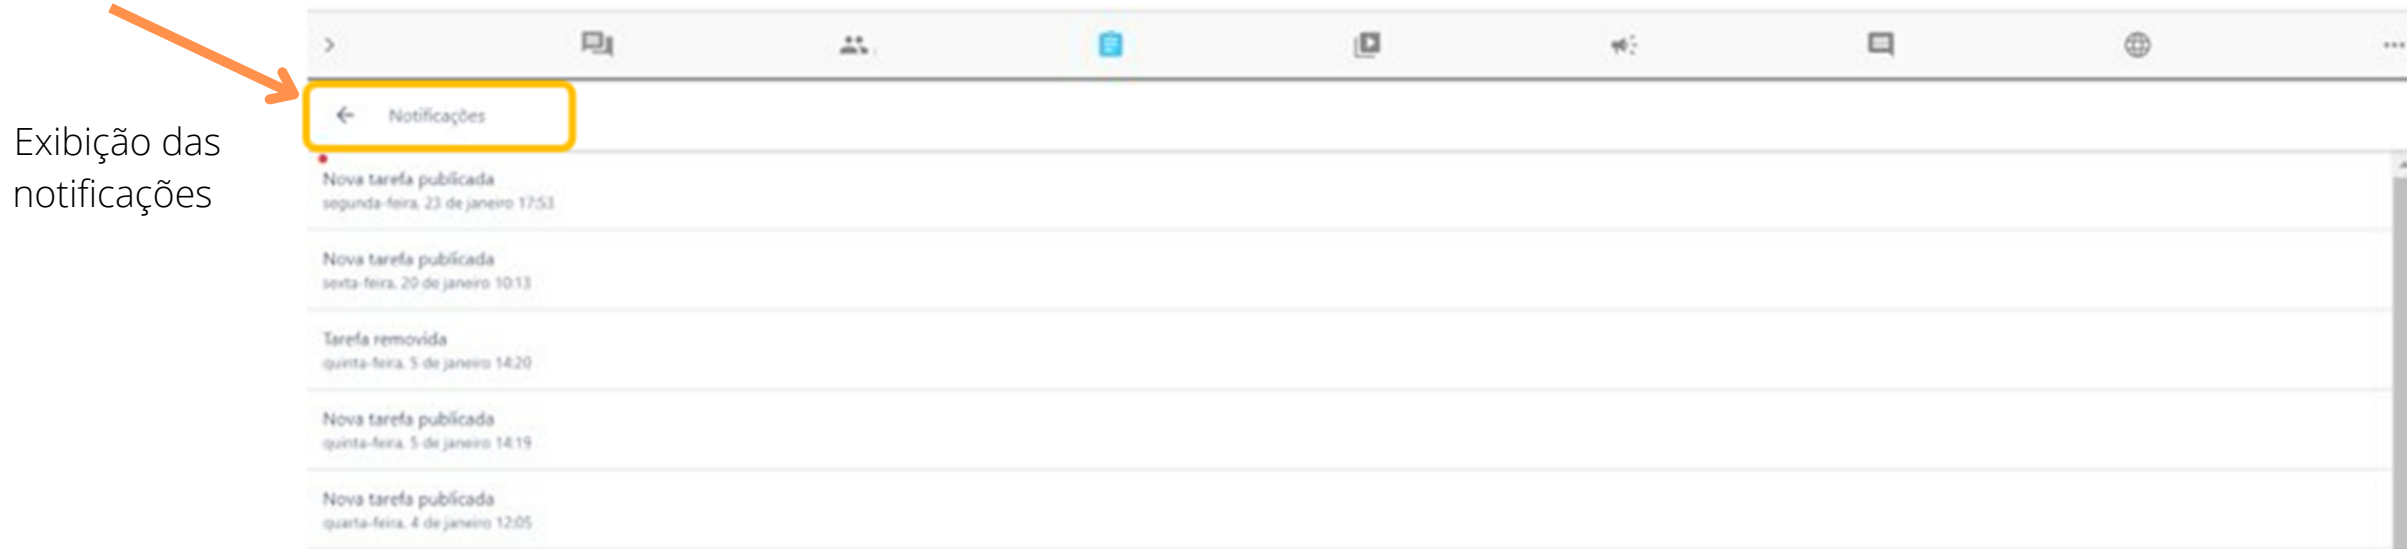 Exibição das
notificações
Notificações
Nova tarefa publicada
segunda-feira, 23 de janeiro 17:53
Nova tarefa publicada
sexta-feira, 20 de janeiro 10:13
Tarefa removida
quinta-feira, 5 de janeiro 14:20
Nova tarefa publicada
quinta-feira, 5 de janeiro 14:19
Nova tarefa publicada
quarta-feira, 4 de janeiro 12:05